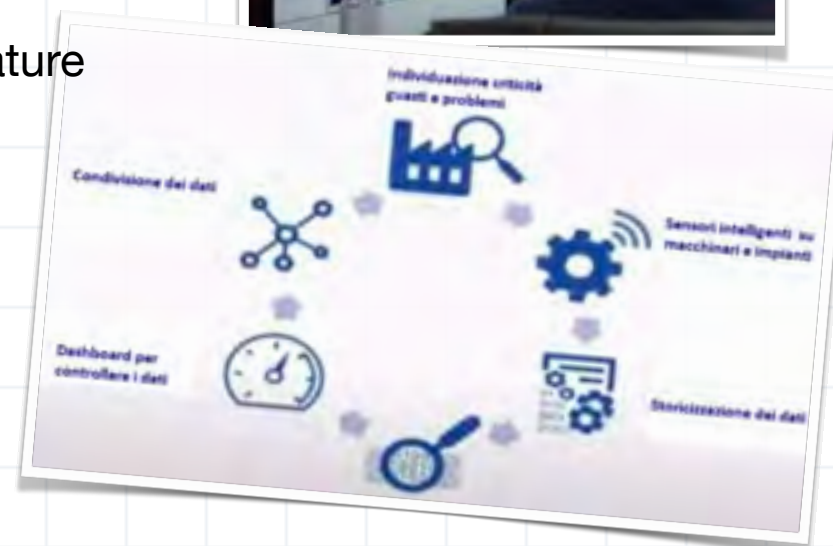 ature
Individuazione criticità
guasti e problemi
Condivisione dei dati
Sensori intelligenti su
macchinari e impianti
Dashboard per
controllare i dati
Storicizzazione dei dati